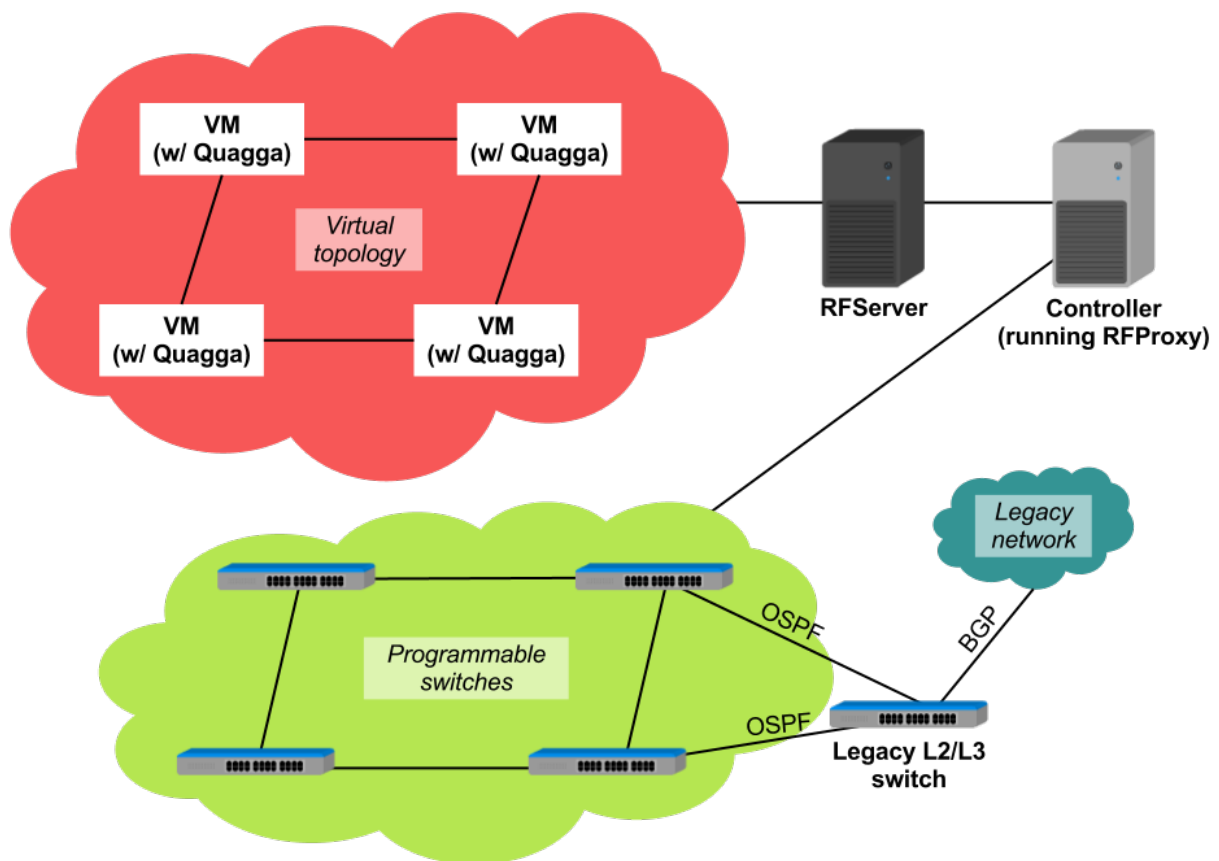 VM
(w/ Quagga)
VM
(w/ Quagga)
Virtual
topology
VM
(w/ Quagga)
VM
(w/ Quagga)
RFServer
Controller
(running RFProxy)
Legacy
network
OSPF
BGP
Programmable
switches
OSPF
Legacy L2/L3
switch